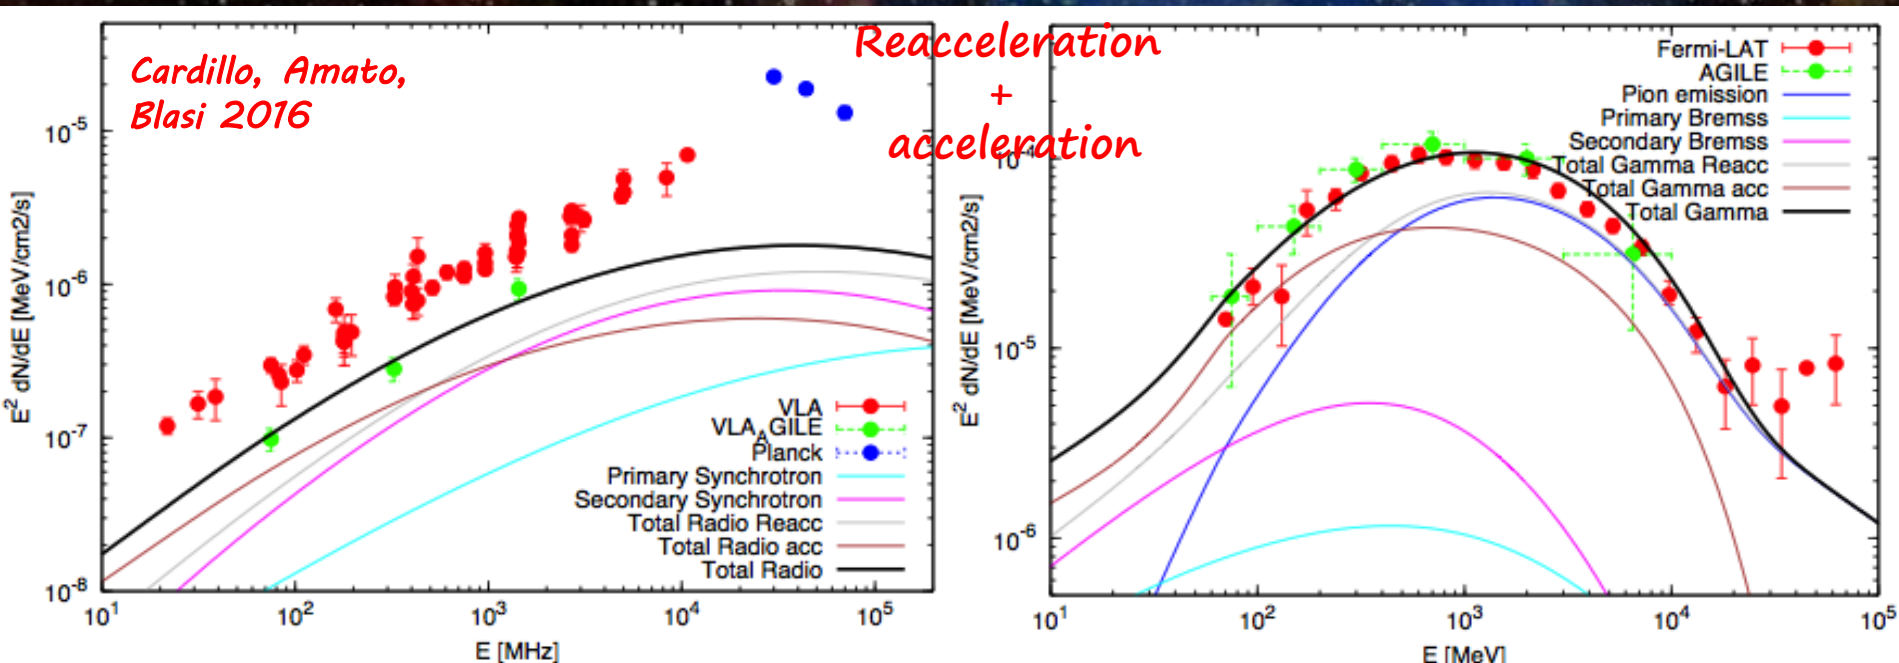 Cardillo, Amato,
Blasi 2016
10^-5
10^-6
10^-7
10^-8
E^2 dN/dE [MeV/cm2/s]
10^1 10^2 10^3 10^4 10^5
E [MHz]
VLA
VLA_AGILE
Planck
Primary Synchrotron
Secondary Synchrotron
Total Radio Reacc
Total Radio acc
Total Radio
Reacceleration
+
acceleration
10^-4
10^-5
10^-6
E^2 dN/dE [MeV/cm2/s]
10^1 10^2 10^3 10^4 10^5
E [MeV]
Fermi-LAT
AGILE
Pion emission
Primary Bremss
Secondary Bremss
Total Gamma Reacc
Total Gamma acc
Total Gamma